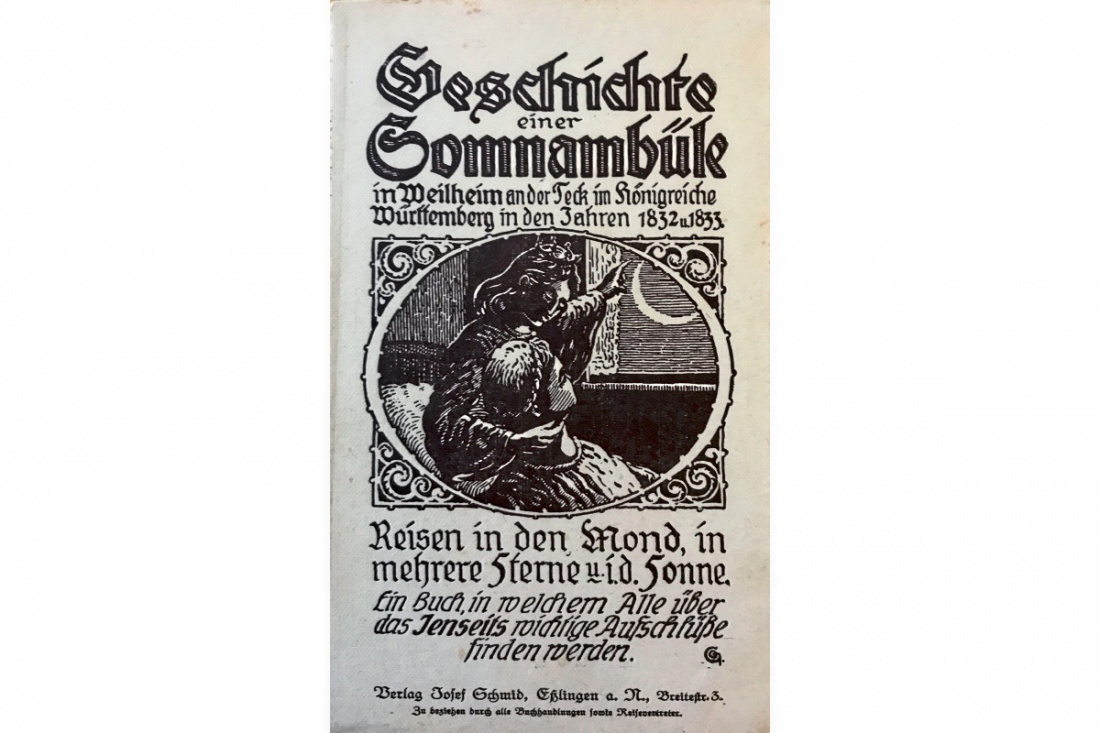 Geschichte
einer
Somnambüle
in Weilheim an der Teck im Königreiche
Württemberg in den Jahren 1832 u. 1833.
Reisen in den Mond, in
mehrere Sterne u. i. d. Sonne.
Ein Buch, in welchem Alle über
das Jenseits wichtige Aufschlüße
finden werden.
G.
Verlag Josef Schmid, Eßlingen a. N., Breitestr. 3.
Zu beziehen durch alle Buchhandlungen sowie Reisevertreter.